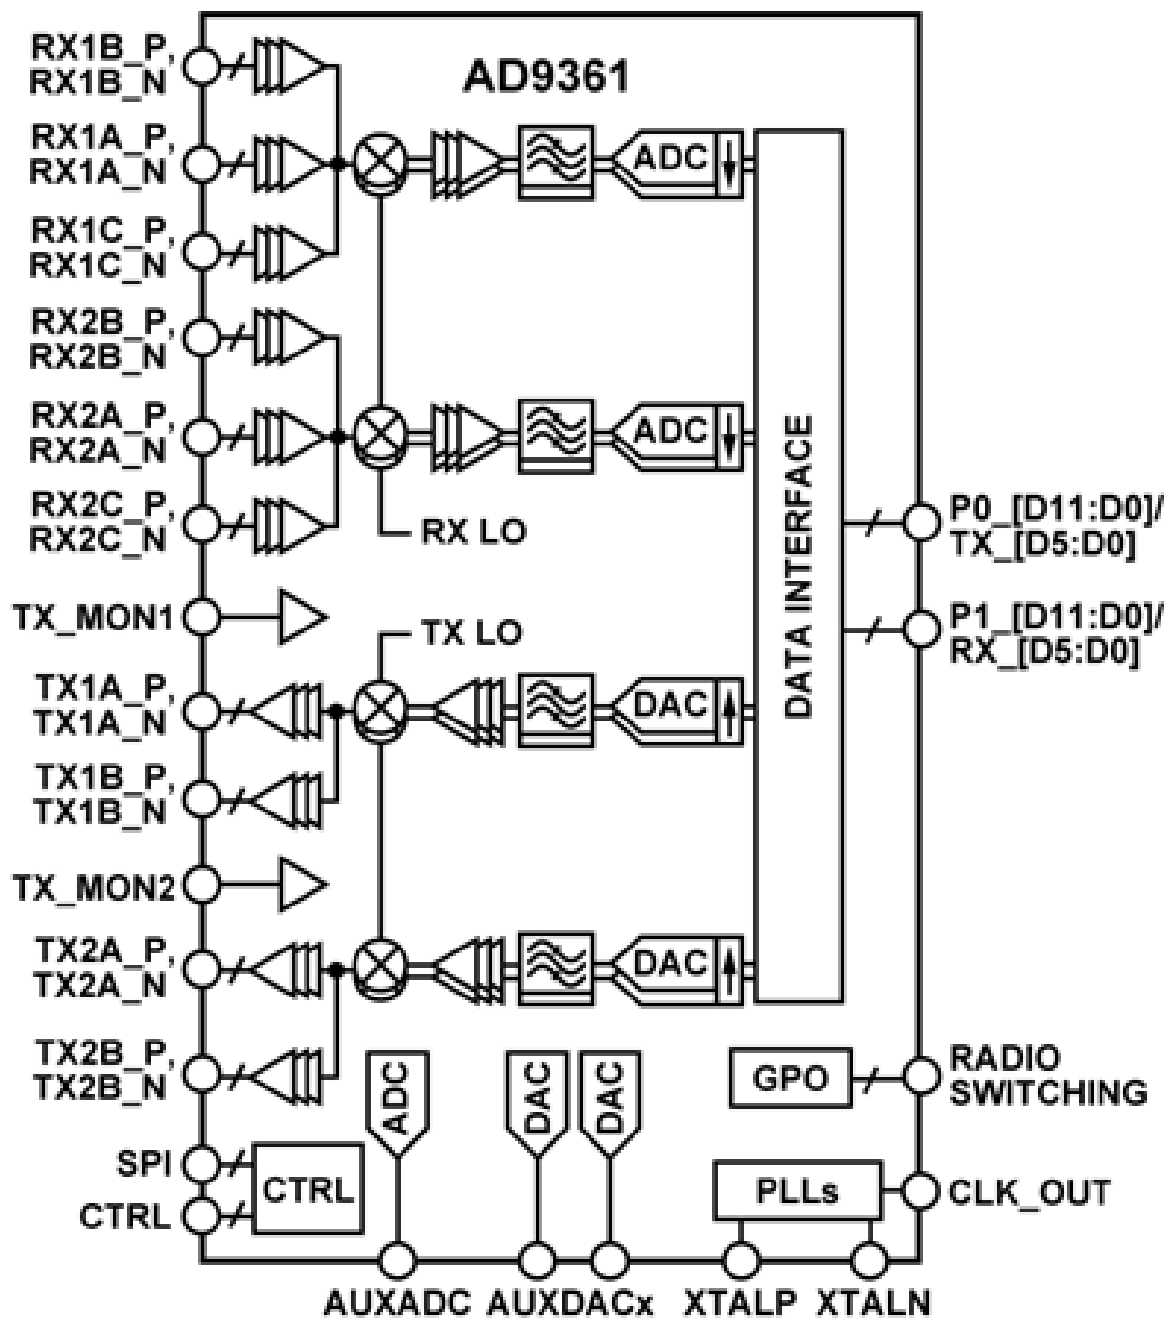 AD9361
RX1B_P,
RX1B_N
RX1A_P,
RX1A_N
RX1C_P,
RX1C_N
RX2B_P,
RX2B_N
RX2A_P,
RX2A_N
RX2C_P,
RX2C_N
TX_MON1
TX1A_P,
TX1A_N
TX1B_P,
TX1B_N
TX_MON2
TX2A_P,
TX2A_N
TX2B_P,
TX2B_N
SPI
CTRL
CTRL
ADC
ADC
RX LO
TX LO
DAC
DAC
DATA INTERFACE
P0_[D11:D0]/
TX_[D5:D0]
P1_[D11:D0]/
RX_[D5:D0]
ADC
DAC
DAC
GPO
RADIO
SWITCHING
PLLs
CLK_OUT
AUXADC
AUXDACx
XTALP
XTALN